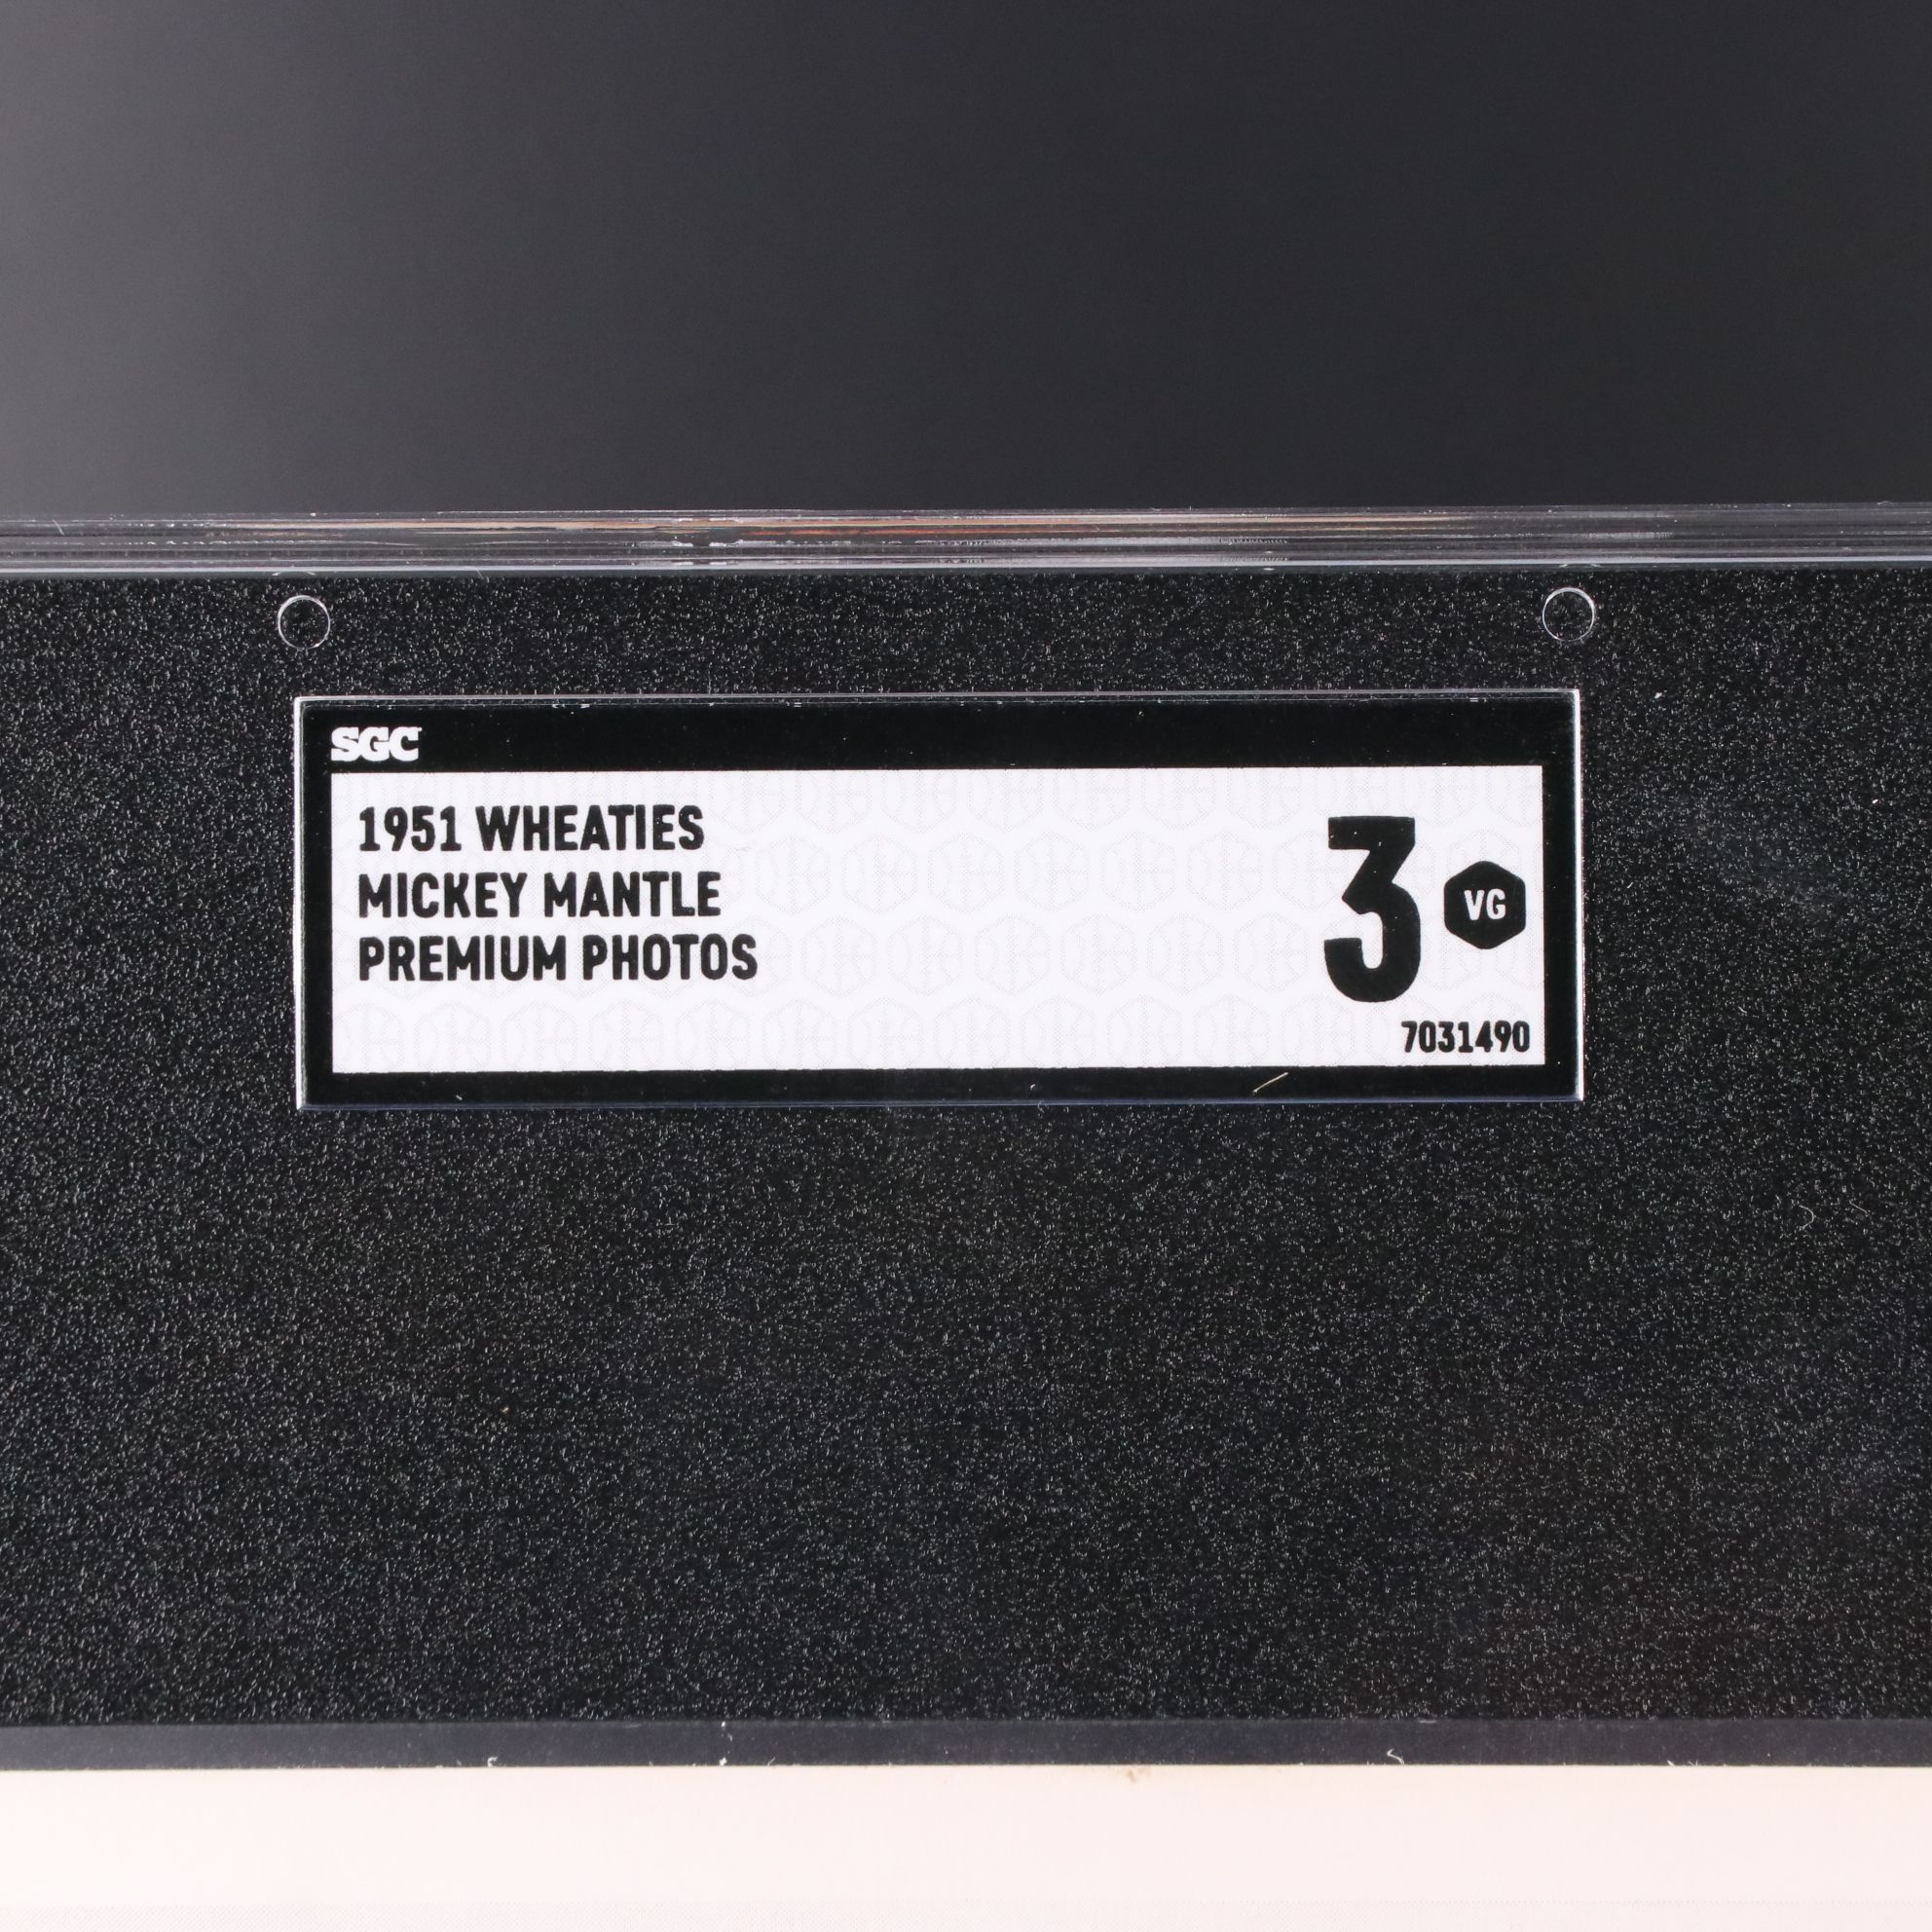 SGC
1951 WHEATIES
MICKEY MANTLE
PREMIUM PHOTOS
3
VG
7031490